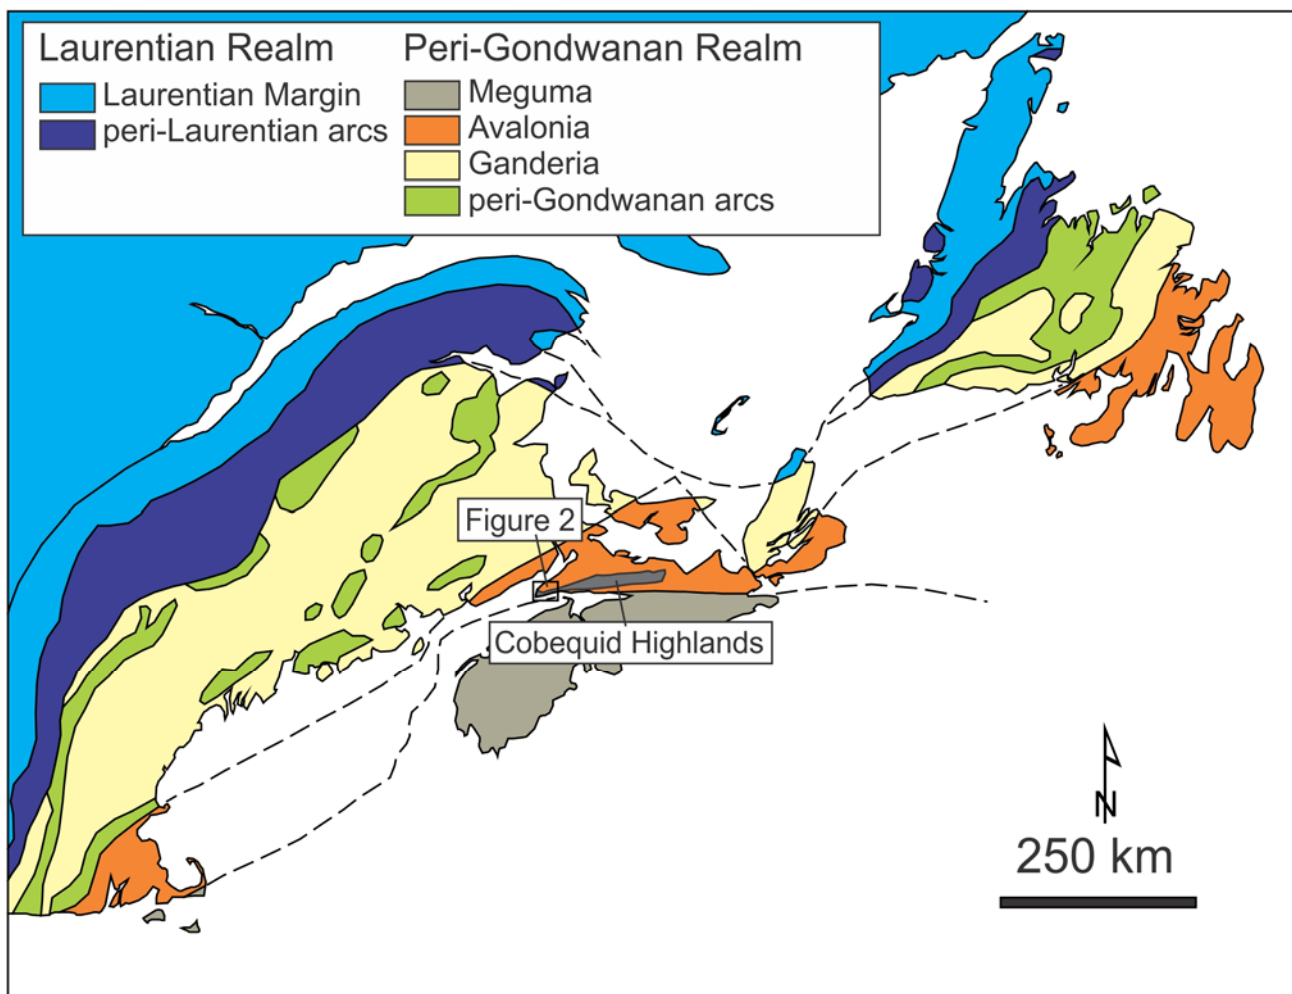 Laurentian Realm
Laurentian Margin
peri-Laurentian arcs
Peri-Gondwanan Realm
Meguma
Avalonia
Ganderia
peri-Gondwanan arcs
Figure 2
Cobequid Highlands
N
250 km